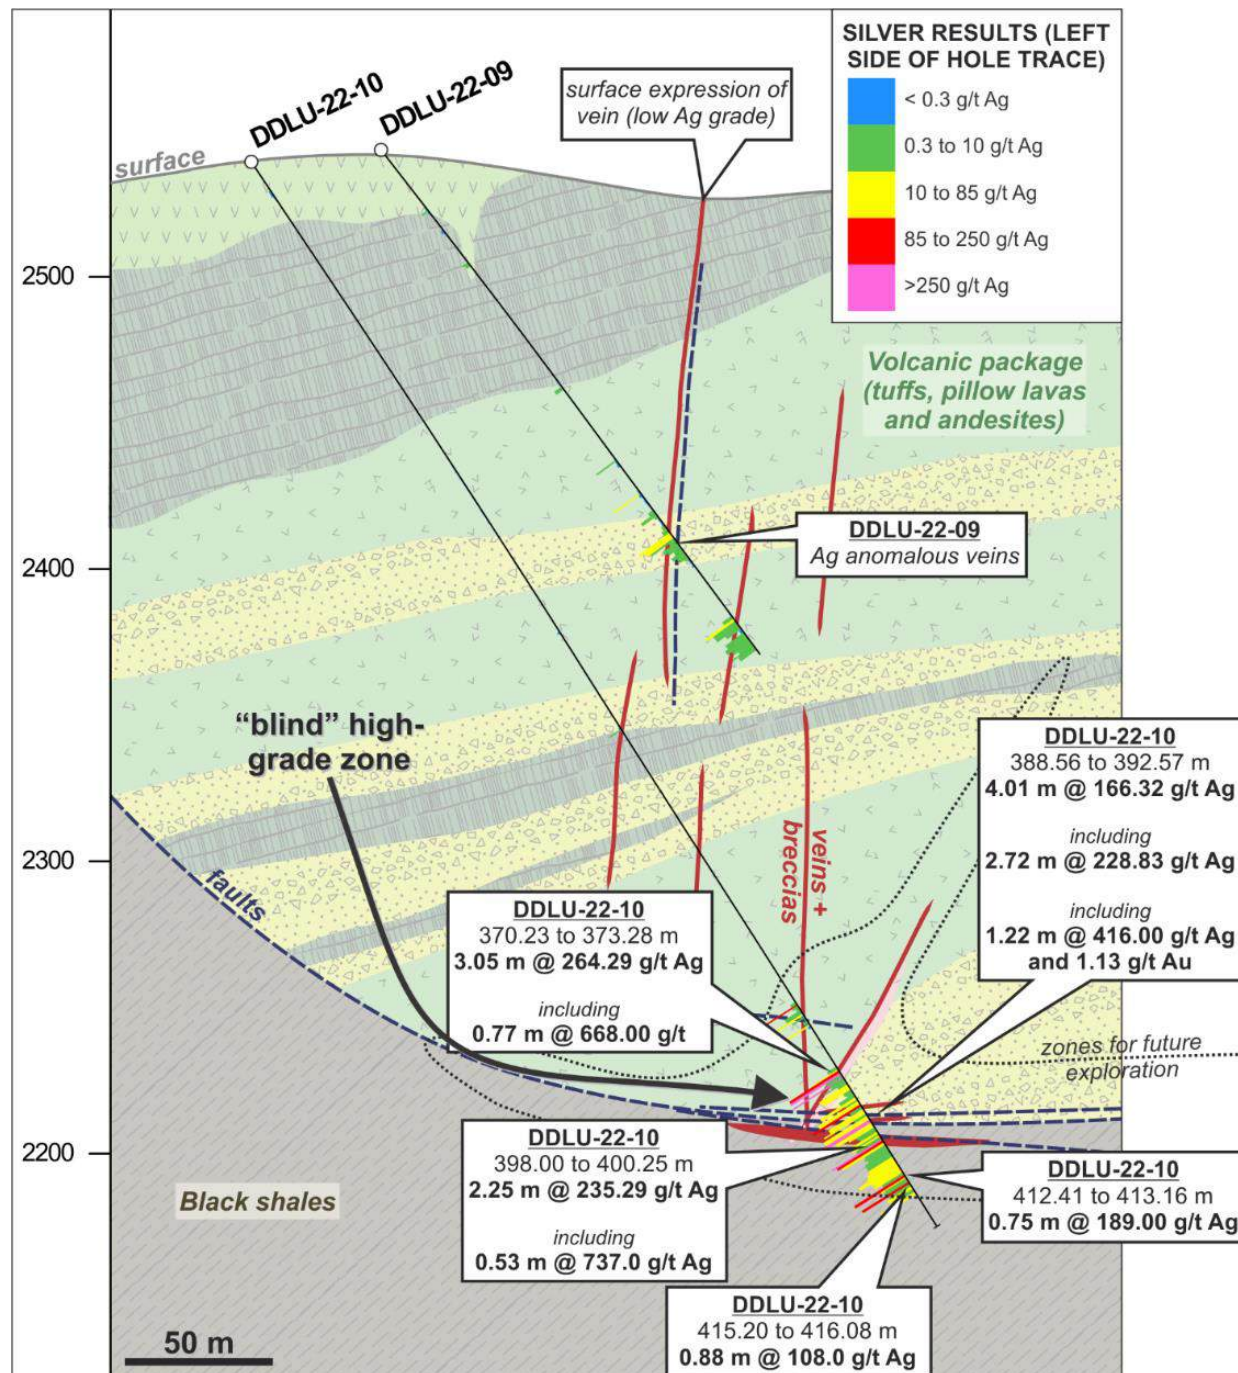 SILVER RESULTS (LEFT
SIDE OF HOLE TRACE)
< 0.3 g/t Ag
0.3 to 10 g/t Ag
10 to 85 g/t Ag
85 to 250 g/t Ag
>250 g/t Ag
DDLU-22-10
DDLU-22-09
surface expression of
vein (low Ag grade)
surface
2500
2400
2300
2200
Volcanic package
(tuffs, pillow lavas
and andesites)
DDLU-22-09
Ag anomalous veins
“blind” high-
grade zone
faults
veins +
breccias
DDLU-22-10
388.56 to 392.57 m
4.01 m @ 166.32 g/t Ag
including
2.72 m @ 228.83 g/t Ag
including
1.22 m @ 416.00 g/t Ag
and 1.13 g/t Au
DDLU-22-10
370.23 to 373.28 m
3.05 m @ 264.29 g/t Ag
including
0.77 m @ 668.00 g/t
zones for future
exploration
DDLU-22-10
398.00 to 400.25 m
2.25 m @ 235.29 g/t Ag
including
0.53 m @ 737.0 g/t Ag
DDLU-22-10
412.41 to 413.16 m
0.75 m @ 189.00 g/t Ag
Black shales
DDLU-22-10
415.20 to 416.08 m
0.88 m @ 108.0 g/t Ag
50 m